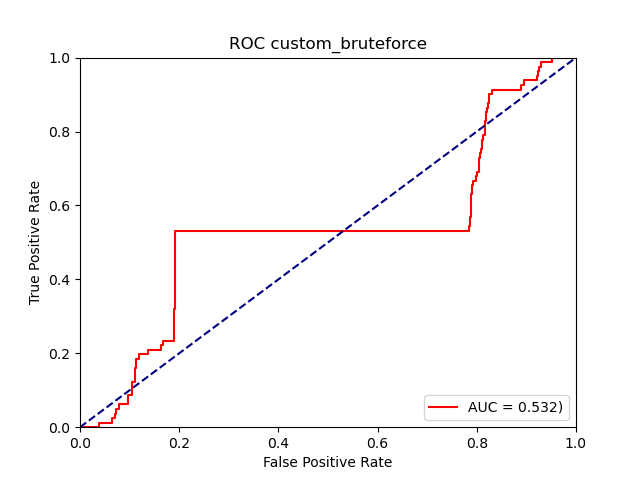 ROC custom_bruteforce
1.0
0.8
0.6
0.4
0.2
0.0
True Positive Rate
AUC = 0.532)
0.0 0.2 0.4 0.6 0.8 1.0
False Positive Rate